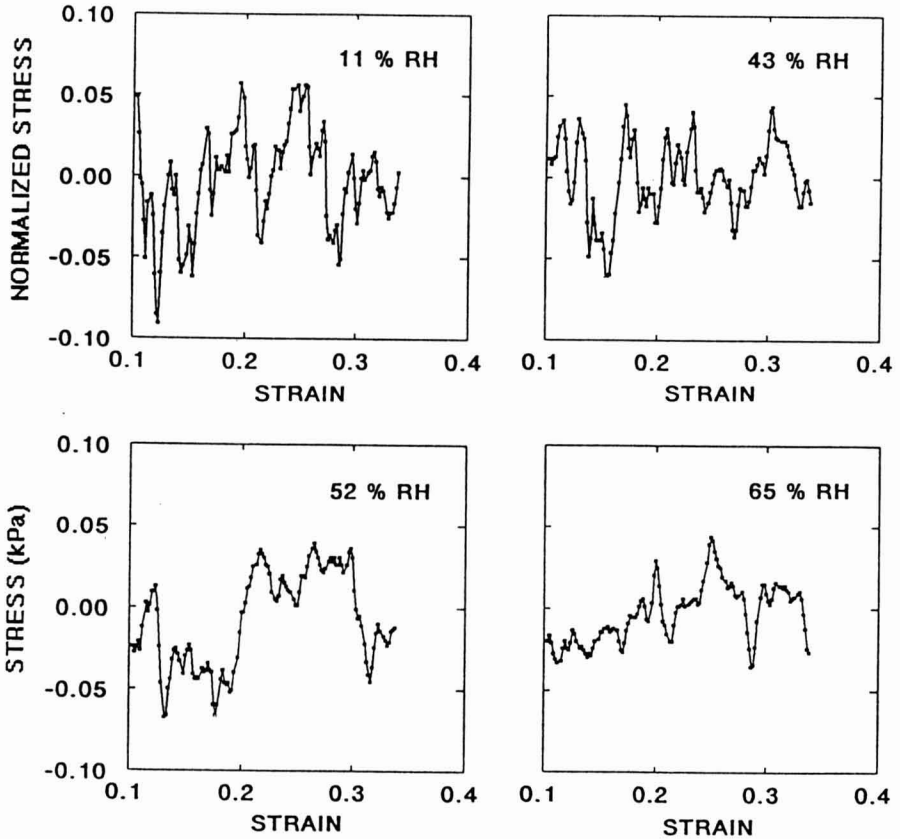 0.10
0.05
0.00
-0.05
-0.10
NORMALIZED STRESS
11 % RH
0.1 0.2 0.3 0.4
STRAIN
43 % RH
0.1 0.2 0.3 0.4
STRAIN
0.10
0.05
0.00
-0.05
-0.10
STRESS (kPa)
52 % RH
0.1 0.2 0.3 0.4
STRAIN
65 % RH
0.1 0.2 0.3 0.4
STRAIN